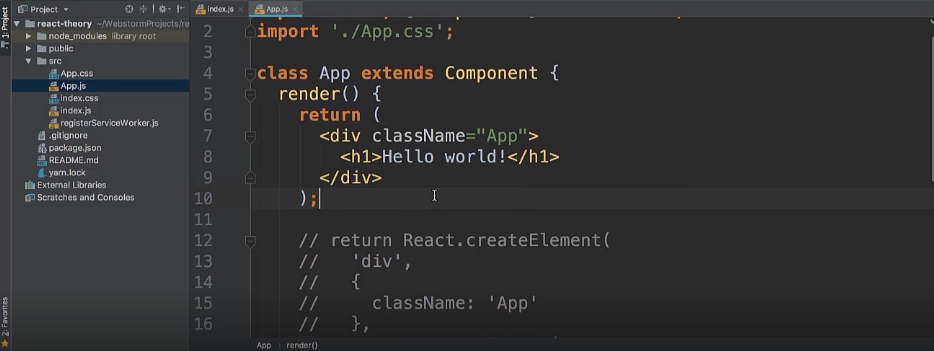 1: Project
2: Favorites
Project
react-theory ~/WebstormProjects/re
node_modules library root
public
src
App.css
App.js
index.css
index.js
registerServiceWorker.js
.gitignore
package.json
README.md
yarn.lock
External Libraries
Scratches and Consoles
index.js
App.js
2 import './App.css';
3
4 class App extends Component {
5 render() {
6 return (
7 <div className="App">
8 <h1>Hello world!</h1>
9 </div>
10 );
11
12 // return React.createElement(
13 // 'div',
14 // {
15 // className: 'App'
16 // },
App › render()